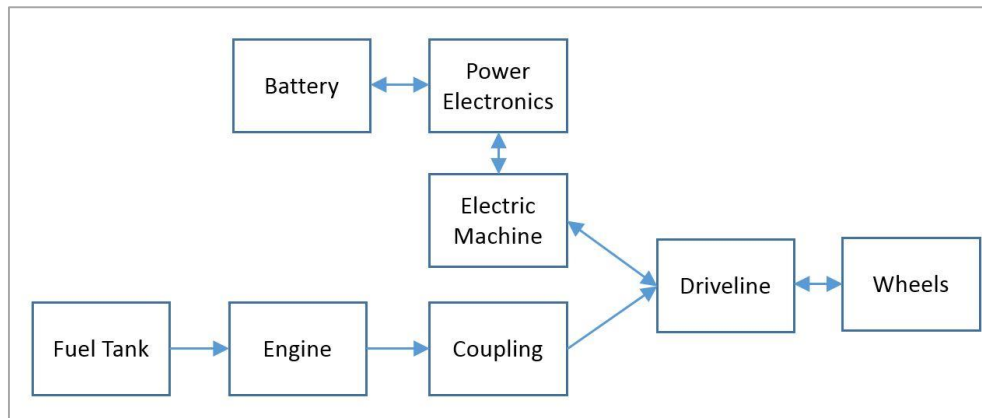 Battery
Power
Electronics
Electric
Machine
Driveline
Wheels
Fuel Tank
Engine
Coupling